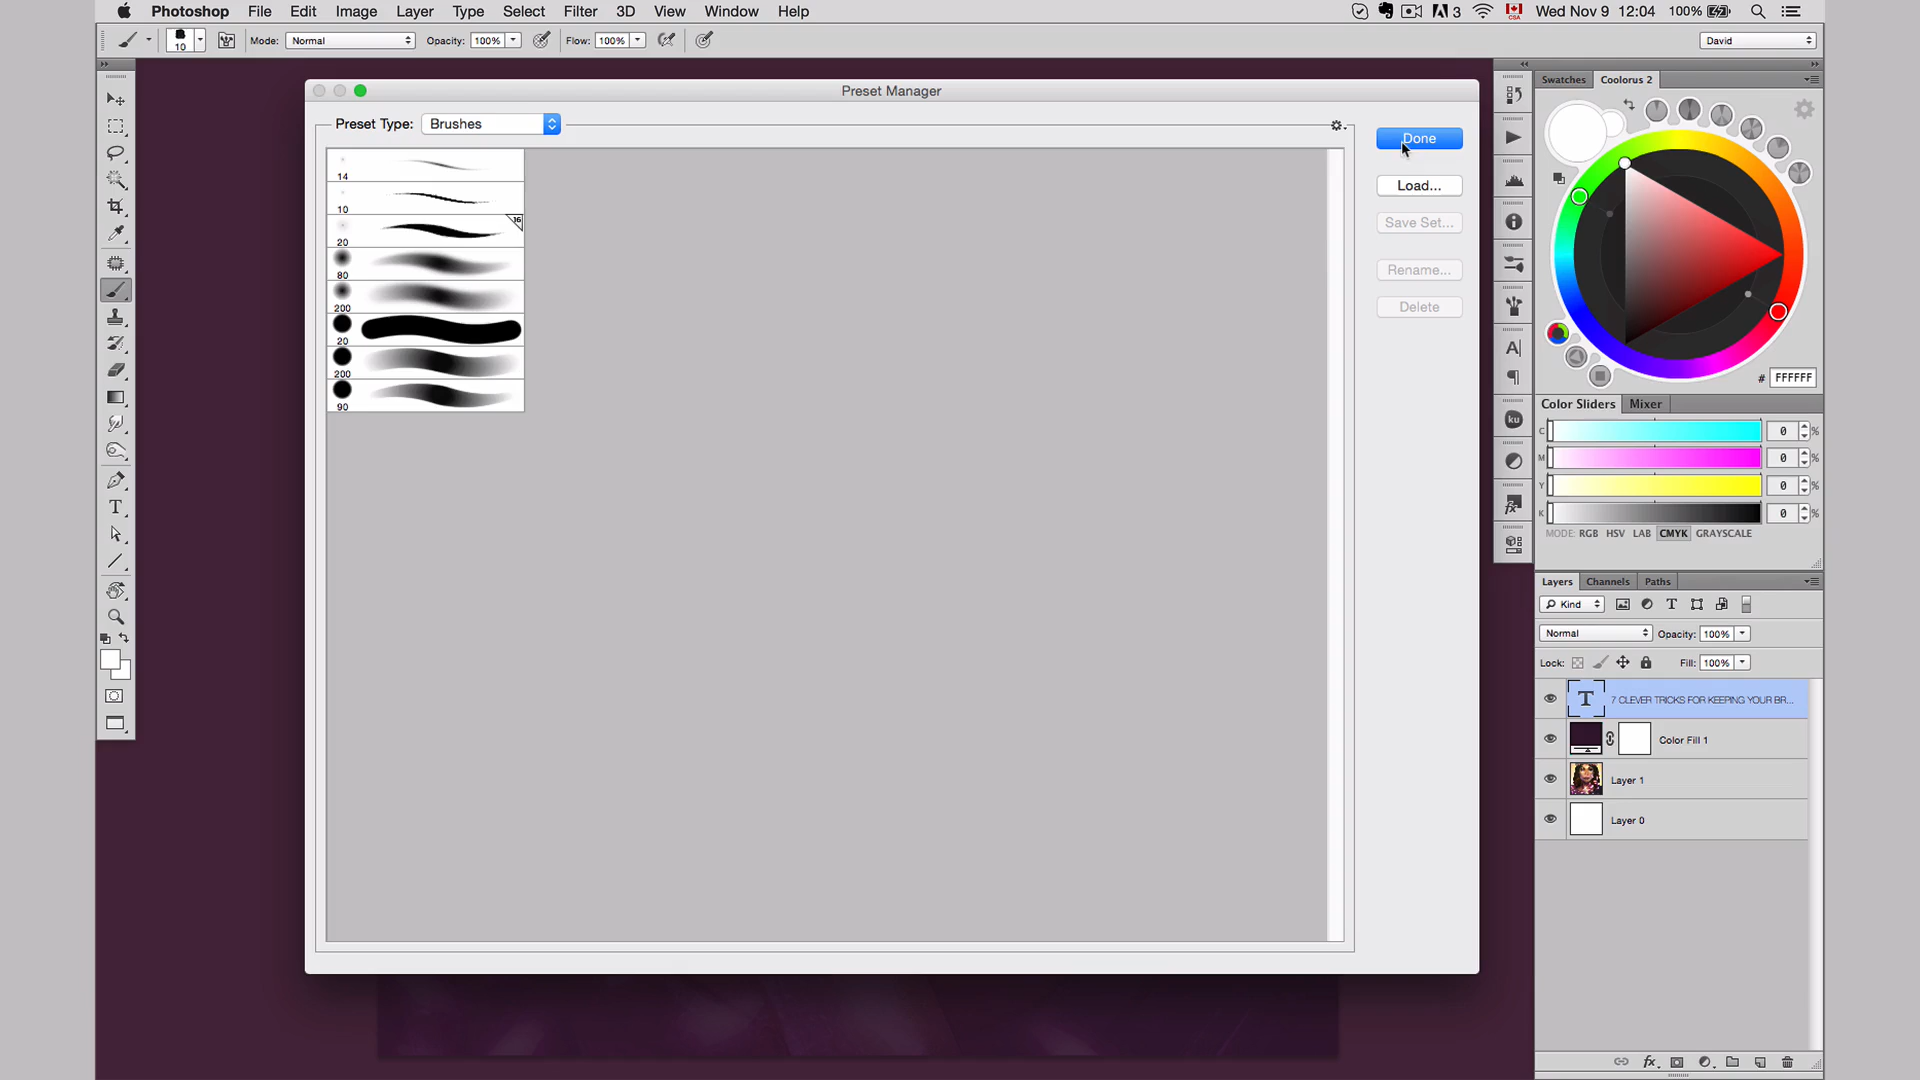 Photoshop File Edit Image Layer Type Select Filter 3D View Window Help
3 Wed Nov 9 12:04 100%
10 Mode: Normal Opacity: 100% Flow: 100% David
Preset Manager
Preset Type: Brushes
Done
Load...
Save Set...
Rename...
Delete
14
10
16
20
80
200
20
200
90
Swatches Coolorus 2
# FFFFFF
Color Sliders Mixer
C 0 %
M 0 %
Y 0 %
K 0 %
MODE: RGB HSV LAB CMYK GRAYSCALE
Layers Channels Paths
Kind
Normal Opacity: 100%
Lock: Fill: 100%
7 CLEVER TRICKS FOR KEEPING YOUR BR...
Color Fill 1
Layer 1
Layer 0